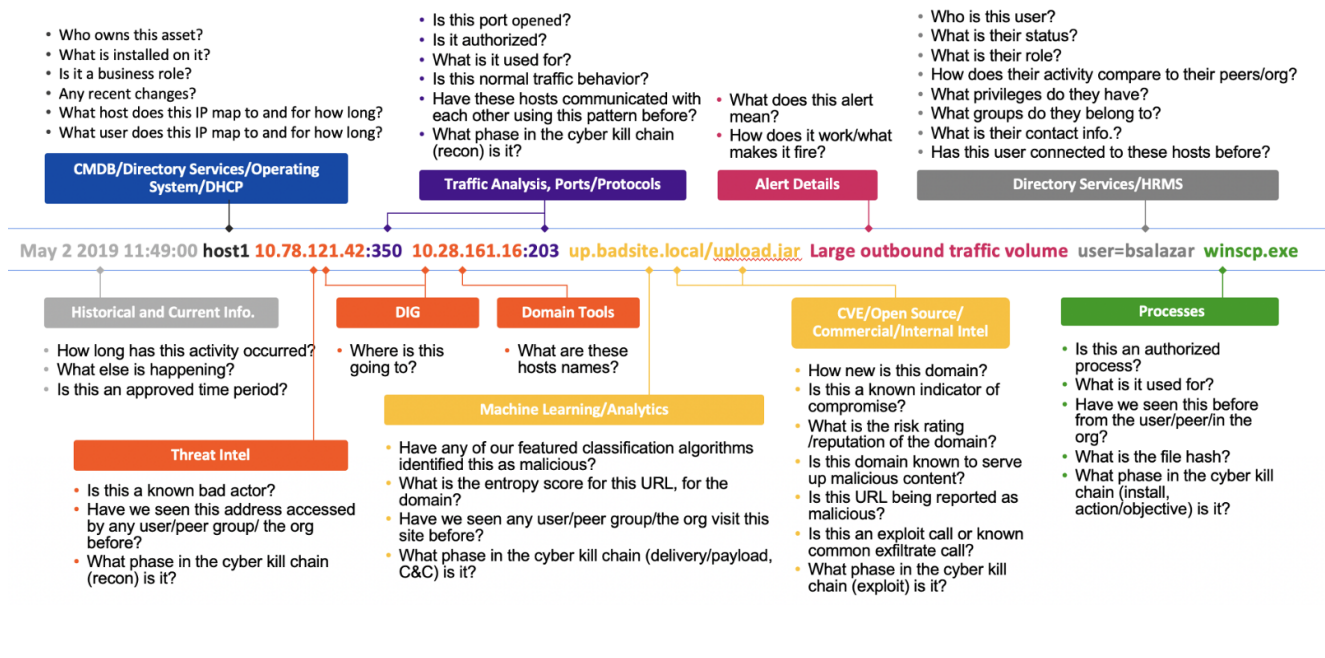 • Who owns this asset?
• What is installed on it?
• Is it a business role?
• Any recent changes?
• What host does this IP map to and for how long?
• What user does this IP map to and for how long?
CMDB/Directory Services/Operating
System/DHCP
• Is this port opened?
• Is it authorized?
• What is it used for?
• Is this normal traffic behavior?
• Have these hosts communicated with
each other using this pattern before?
• What phase in the cyber kill chain
(recon) is it?
Traffic Analysis, Ports/Protocols
• What does this alert
mean?
• How does it work/what
makes it fire?
Alert Details
• Who is this user?
• What is their status?
• What is their role?
• How does their activity compare to their peers/org?
• What privileges do they have?
• What groups do they belong to?
• What is their contact info.?
• Has this user connected to these hosts before?
Directory Services/HRMS
May 2 2019 11:49:00 host1 10.78.121.42:350 10.28.161.16:203 up.badsite.local/upload.jar Large outbound traffic volume user=bsalazar winscp.exe
Historical and Current Info.
• How long has this activity occurred?
• What else is happening?
• Is this an approved time period?
Threat Intel
• Is this a known bad actor?
• Have we seen this address accessed
by any user/peer group/ the org
before?
• What phase in the cyber kill chain
(recon) is it?
DIG
• Where is this
going to?
Domain Tools
• What are these
hosts names?
Machine Learning/Analytics
• Have any of our featured classification algorithms
identified this as malicious?
• What is the entropy score for this URL, for the
domain?
• Have we seen any user/peer group/the org visit this
site before?
• What phase in the cyber kill chain (delivery/payload,
C&C) is it?
CVE/Open Source/
Commercial/Internal Intel
• How new is this domain?
• Is this a known indicator of
compromise?
• What is the risk rating
/reputation of the domain?
• Is this domain known to serve
up malicious content?
• Is this URL being reported as
malicious?
• Is this an exploit call or known
common exfiltrate call?
• What phase in the cyber kill
chain (exploit) is it?
Processes
• Is this an authorized
process?
• What is it used for?
• Have we seen this before
from the user/peer/in the
org?
• What is the file hash?
• What phase in the cyber kill
chain (install,
action/objective) is it?